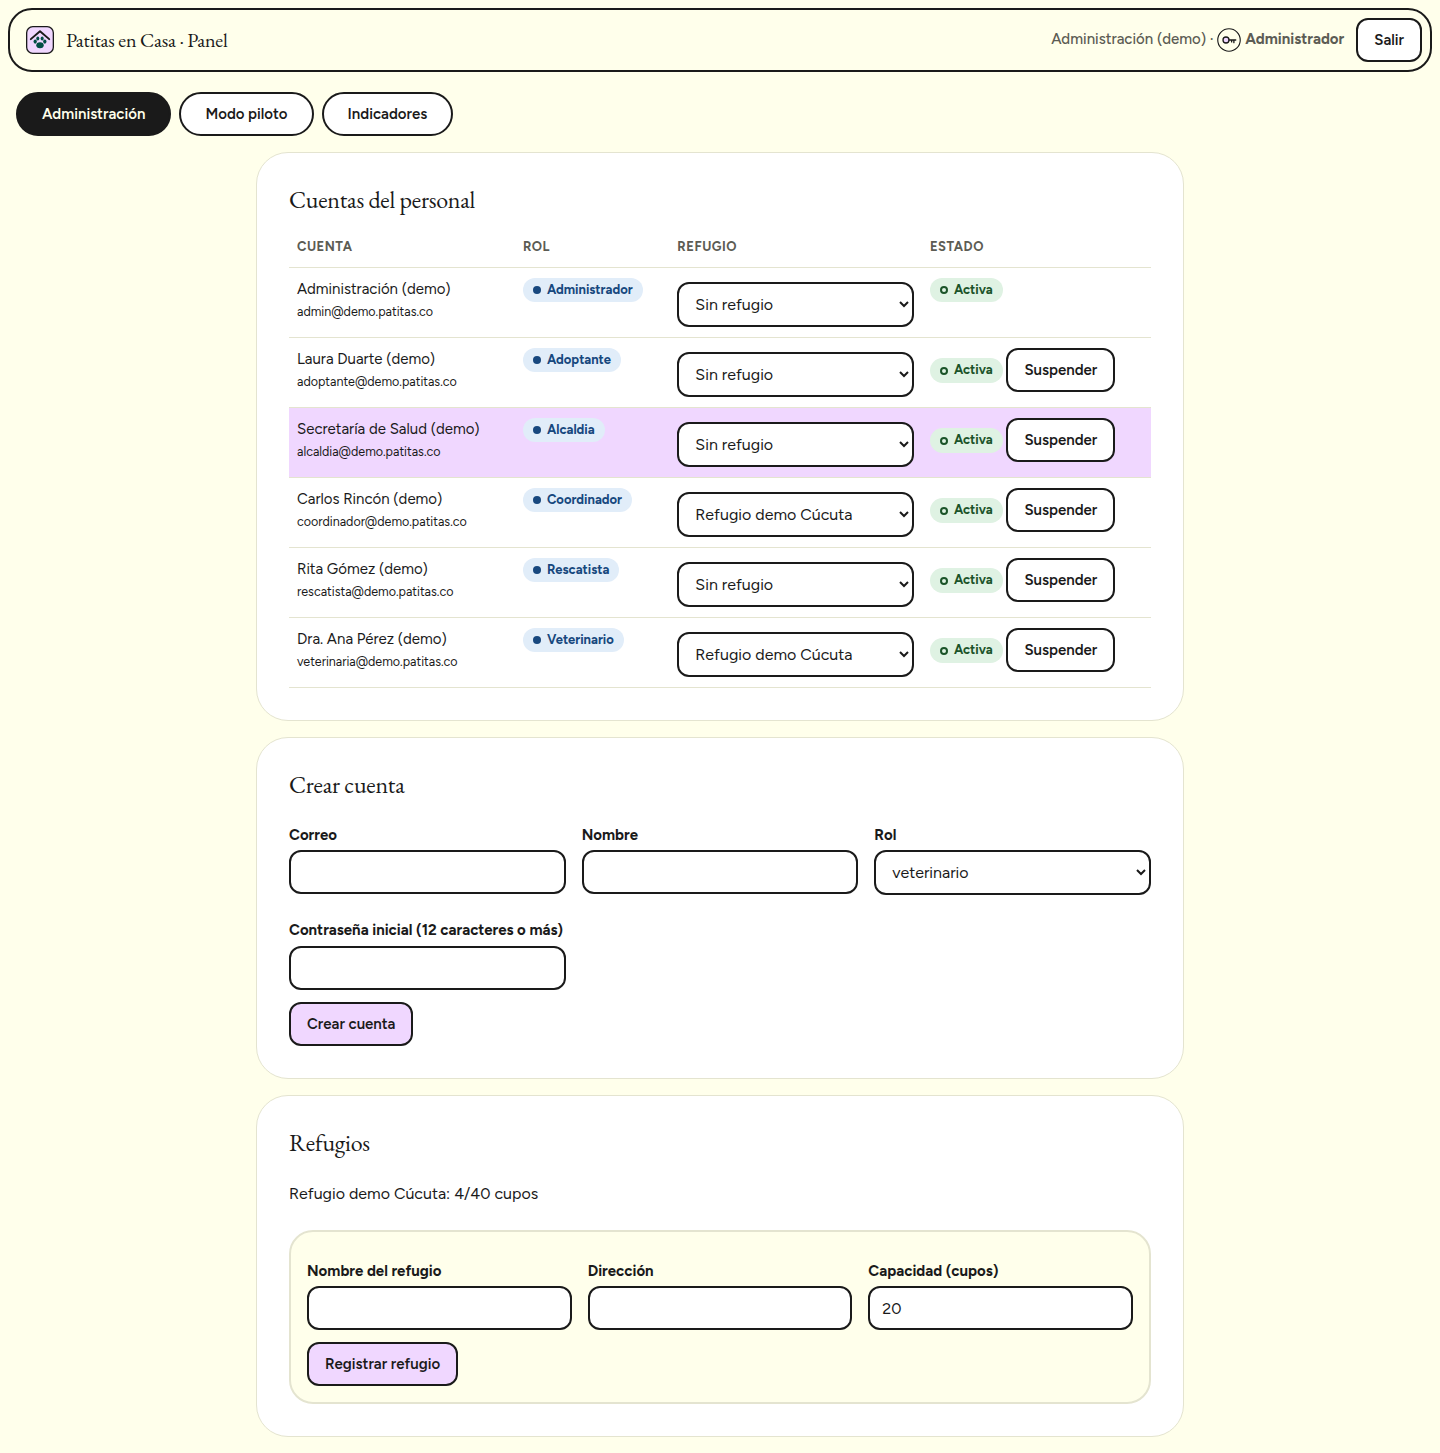 Patitas en Casa · Panel
Administración (demo) · Administrador
Salir
Administración
Modo piloto
Indicadores
Cuentas del personal
CUENTA ROL REFUGIO ESTADO
Administración (demo)
admin@demo.patitas.co
Administrador
Sin refugio
Activa
Laura Duarte (demo)
adoptante@demo.patitas.co
Adoptante
Sin refugio
Activa
Suspender
Secretaría de Salud (demo)
alcaldia@demo.patitas.co
Alcaldia
Sin refugio
Activa
Suspender
Carlos Rincón (demo)
coordinador@demo.patitas.co
Coordinador
Refugio demo Cúcuta
Activa
Suspender
Rita Gómez (demo)
rescatista@demo.patitas.co
Rescatista
Sin refugio
Activa
Suspender
Dra. Ana Pérez (demo)
veterinaria@demo.patitas.co
Veterinario
Refugio demo Cúcuta
Activa
Suspender
Crear cuenta
Correo
Nombre
Rol
veterinario
Contraseña inicial (12 caracteres o más)
Crear cuenta
Refugios
Refugio demo Cúcuta: 4/40 cupos
Nombre del refugio
Dirección
Capacidad (cupos)
20
Registrar refugio